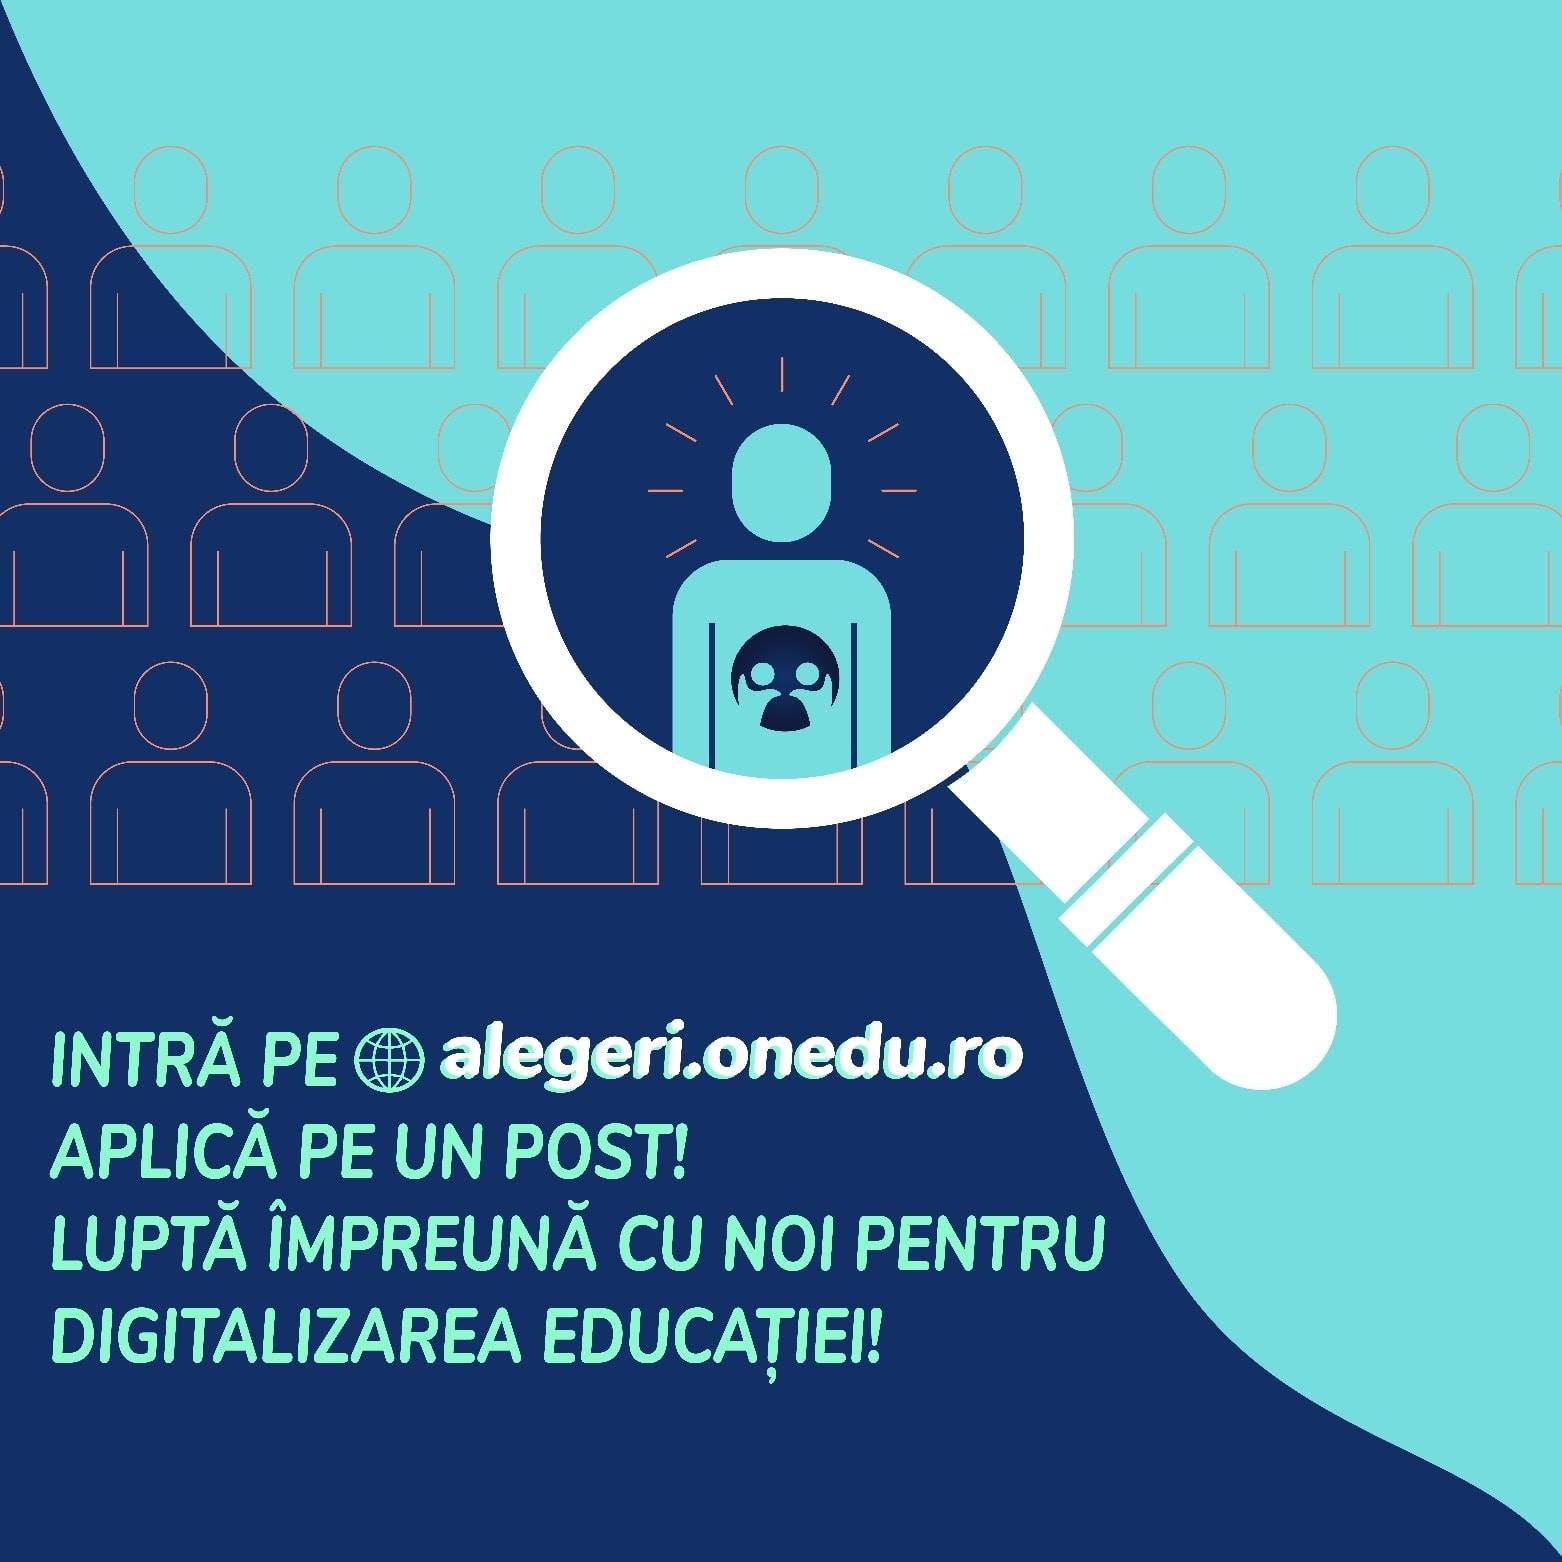 INTRĂ PE alegeri.onedu.ro
APLICĂ PE UN POST!
LUPTĂ ÎMPREUNĂ CU NOI PENTRU
DIGITALIZAREA EDUCAȚIEI!